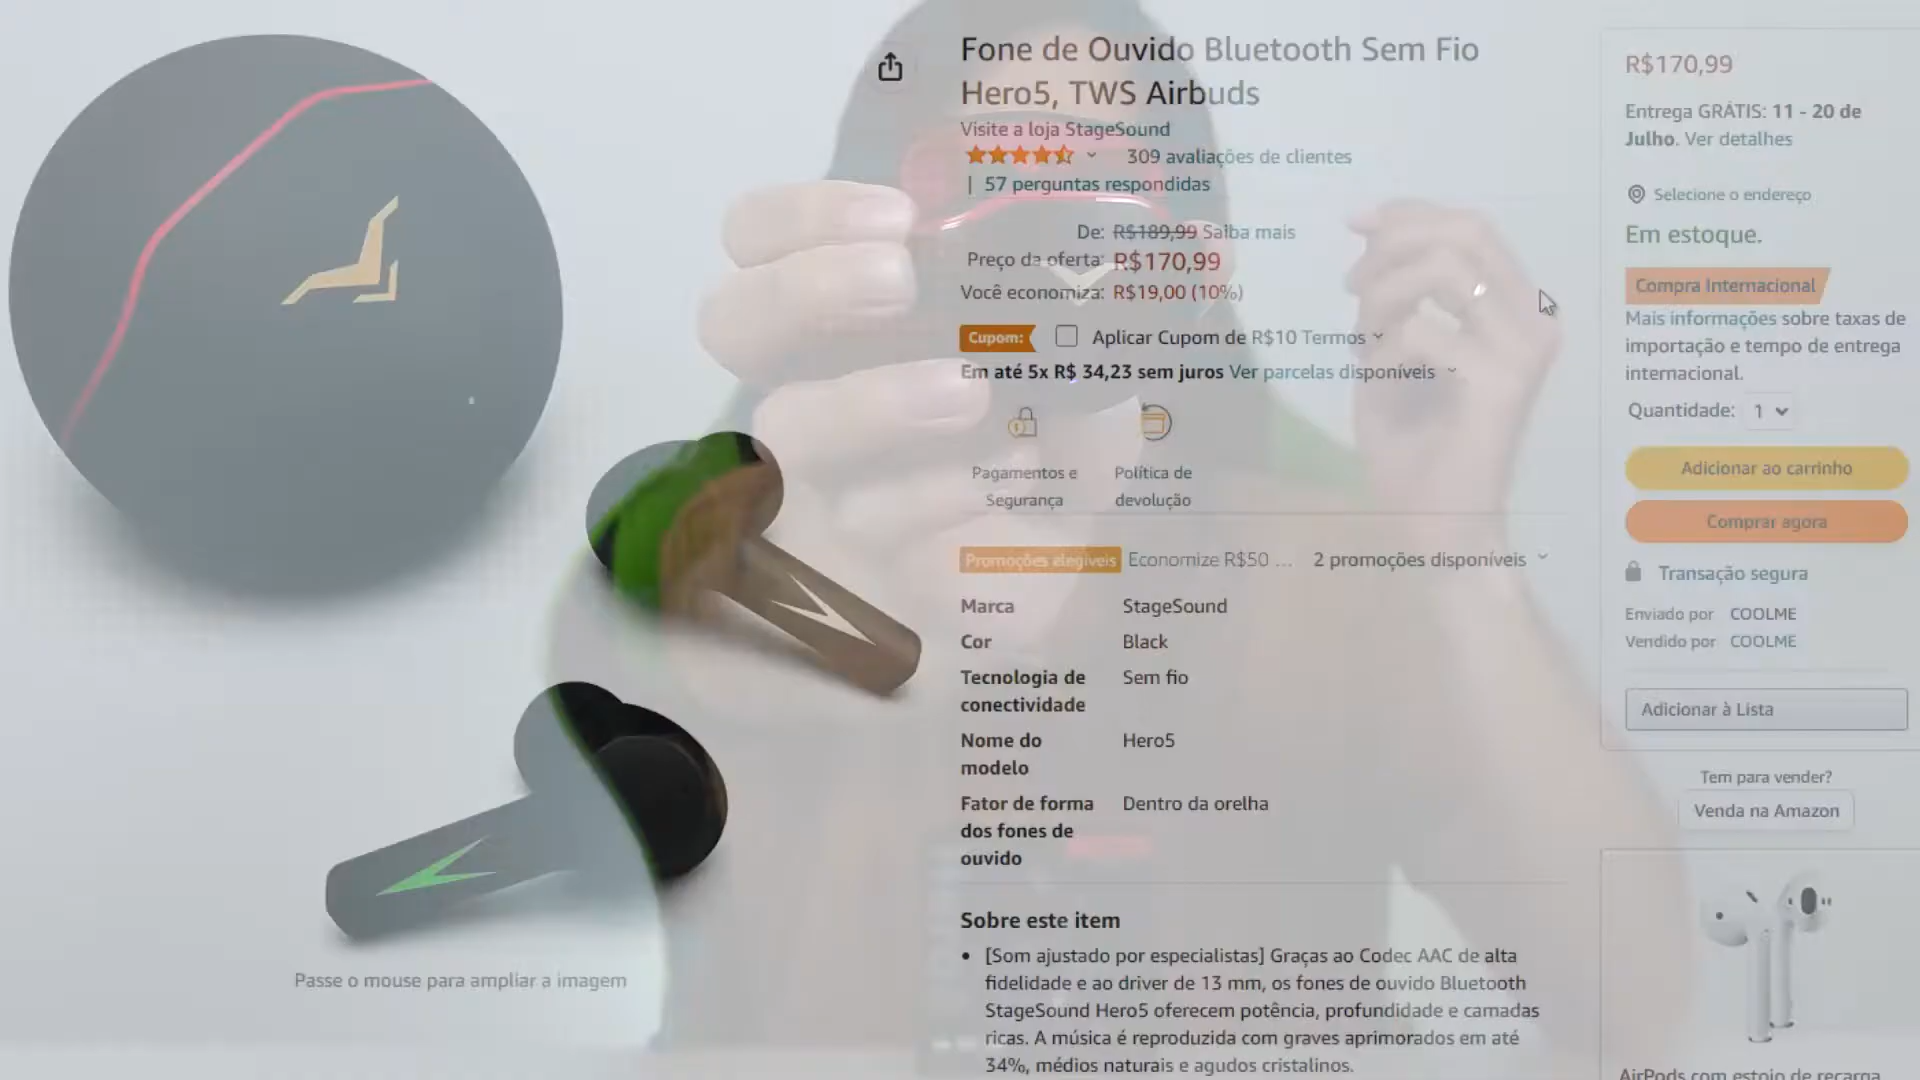 Fone de Ouvido Bluetooth Sem Fio
Hero5, TWS Airbuds
Visite a loja StageSound
309 avaliações de clientes
| 57 perguntas respondidas
De: R$189,99 Saiba mais
Preço da oferta: R$170,99
Você economiza: R$19,00 (10%)
Cupom: Aplicar Cupom de R$10 Termos
Em até 5x R$ 34,23 sem juros Ver parcelas disponíveis
Pagamentos e
Segurança
Política de
devolução
Promoções elegíveis Economize R$50 ... 2 promoções disponíveis
Marca StageSound
Cor Black
Tecnologia de
conectividade
Sem fio
Nome do
modelo
Hero5
Fator de forma
dos fones de
ouvido
Dentro da orelha
Sobre este item
• [Som ajustado por especialistas] Graças ao Codec AAC de alta
fidelidade e ao driver de 13 mm, os fones de ouvido Bluetooth
StageSound Hero5 oferecem potência, profundidade e camadas
ricas. A música é reproduzida com graves aprimorados em até
34%, médios naturais e agudos cristalinos.
Passe o mouse para ampliar a imagem
R$170,99
Entrega GRÁTIS: 11 - 20 de
Julho. Ver detalhes
Selecione o endereço
Em estoque.
Compra Internacional
Mais informações sobre taxas de
importação e tempo de entrega
internacional.
Quantidade: 1
Adicionar ao carrinho
Comprar agora
Transação segura
Enviado por COOLME
Vendido por COOLME
Adicionar à Lista
Tem para vender?
Venda na Amazon
AirPods com estojo de recarga